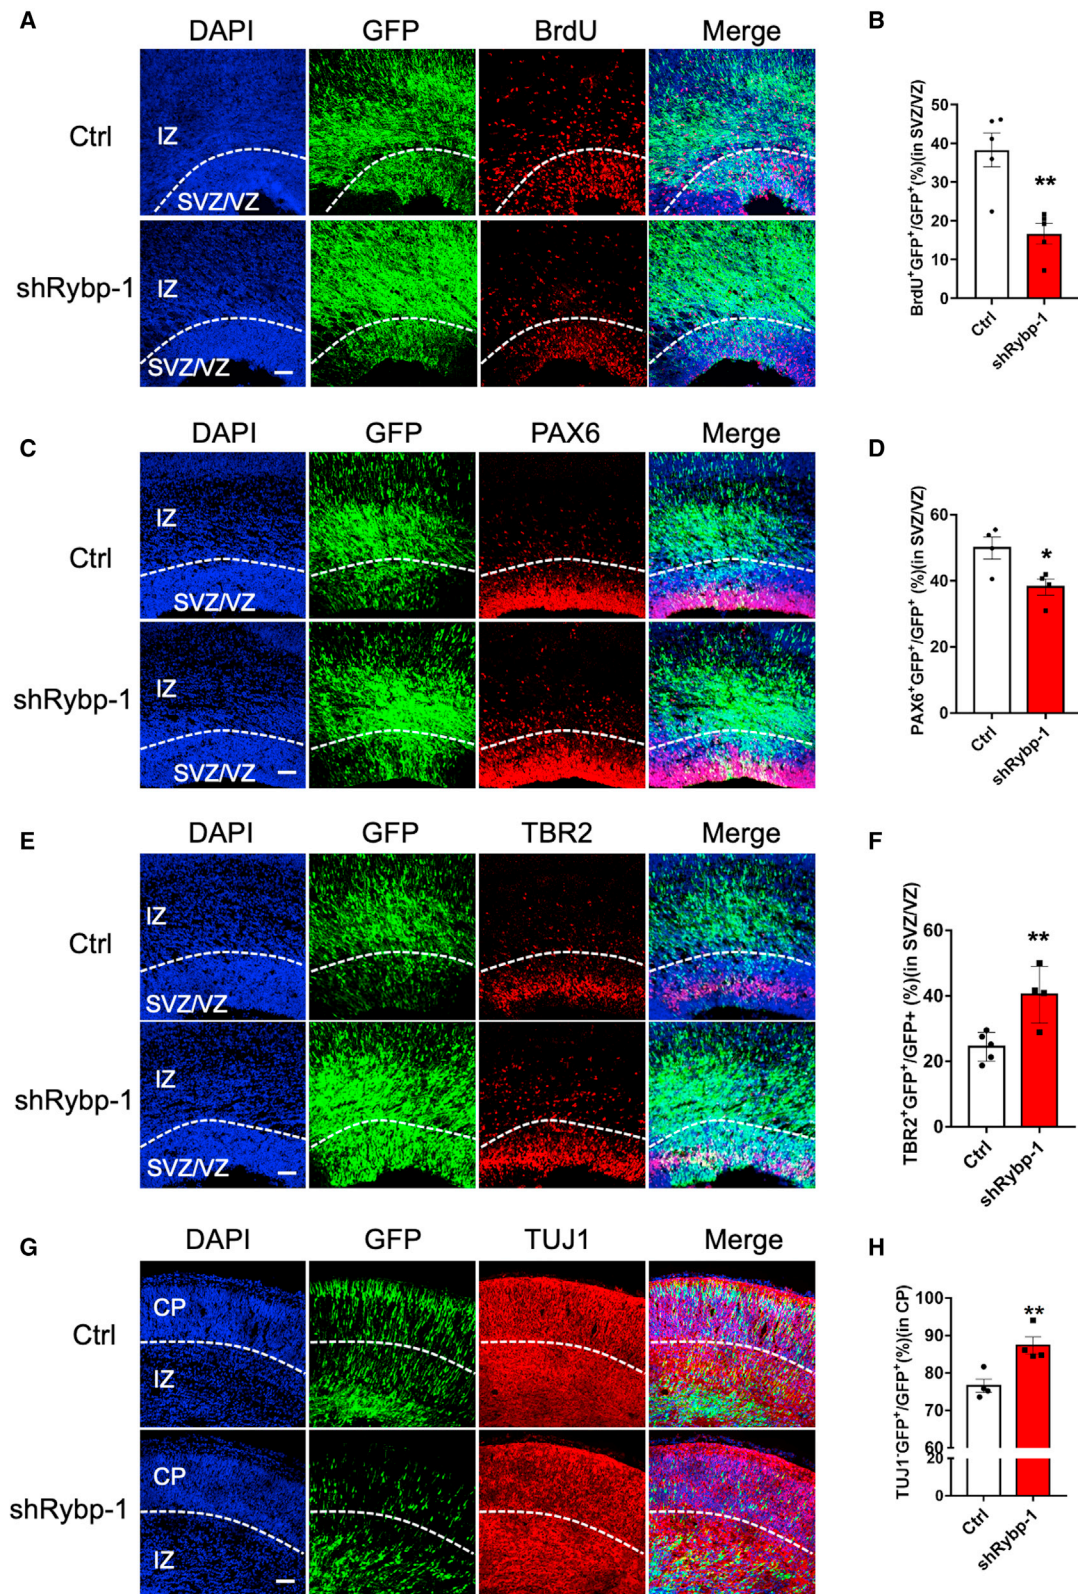 A
DAPI GFP BrdU Merge
Ctrl
IZ
SVZ/VZ
shRybp-1
IZ
SVZ/VZ
B
BrdU⁺GFP⁺/GFP⁺(%)(in SVZ/VZ)
50
40
30
20
10
0
**
Ctrl
shRybp-1
C
DAPI GFP PAX6 Merge
Ctrl
IZ
SVZ/VZ
shRybp-1
IZ
SVZ/VZ
D
PAX6⁺GFP⁺/GFP⁺ (%)(in SVZ/VZ)
60
40
20
0
*
Ctrl
shRybp-1
E
DAPI GFP TBR2 Merge
Ctrl
IZ
SVZ/VZ
shRybp-1
IZ
SVZ/VZ
F
TBR2⁺GFP⁺/GFP+ (%)(in SVZ/VZ)
60
40
20
0
**
Ctrl
shRybp-1
G
DAPI GFP TUJ1 Merge
Ctrl
CP
IZ
shRybp-1
CP
IZ
H
TUJ1⁺GFP⁺/GFP⁺(%)(in CP)
100
90
80
70
60
20
0
**
Ctrl
shRybp-1